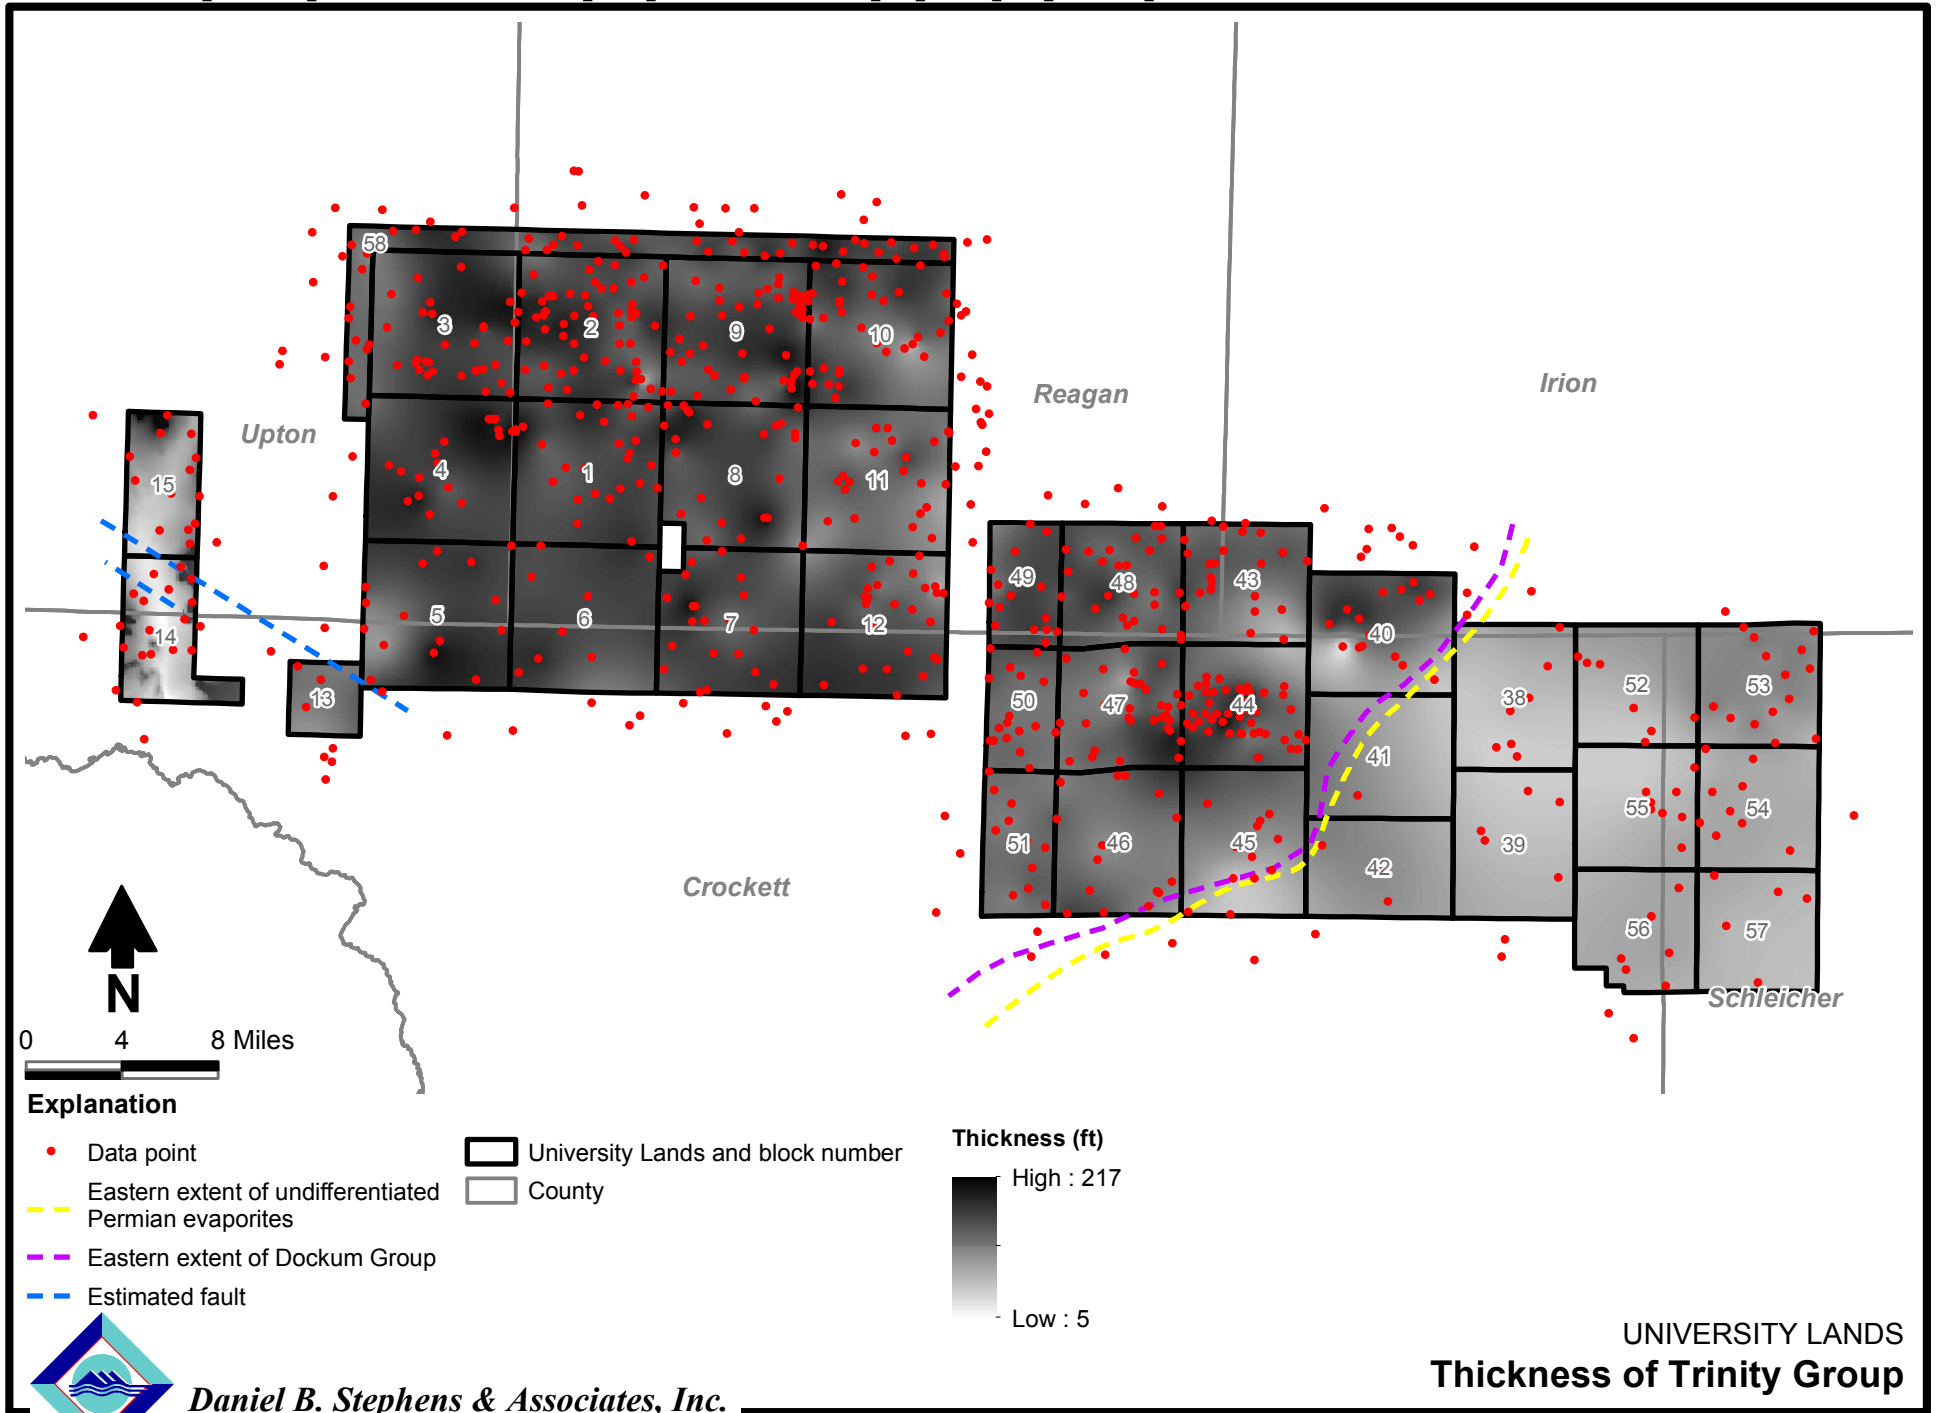 58
3
2
9
10
Reagan
Irion
Upton
15
4
1
8
11
49
48
43
14
5
6
7
12
40
13
50
47
44
38
52
53
41
51
46
45
42
39
55
54
Crockett
56
57
Schleicher
N
0 4 8 Miles
Explanation
Data point
Eastern extent of undifferentiated
Permian evaporites
Eastern extent of Dockum Group
Estimated fault
University Lands and block number
County
Thickness (ft)
High : 217
Low : 5
UNIVERSITY LANDS
Thickness of Trinity Group
Daniel B. Stephens & Associates, Inc.